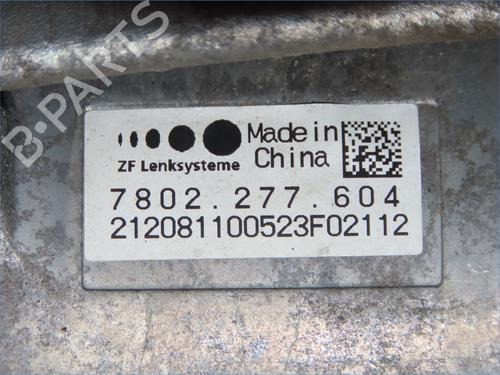 B-PARTS
Made in
China
ZF Lenksysteme
7802.277.604
212081100523F02112